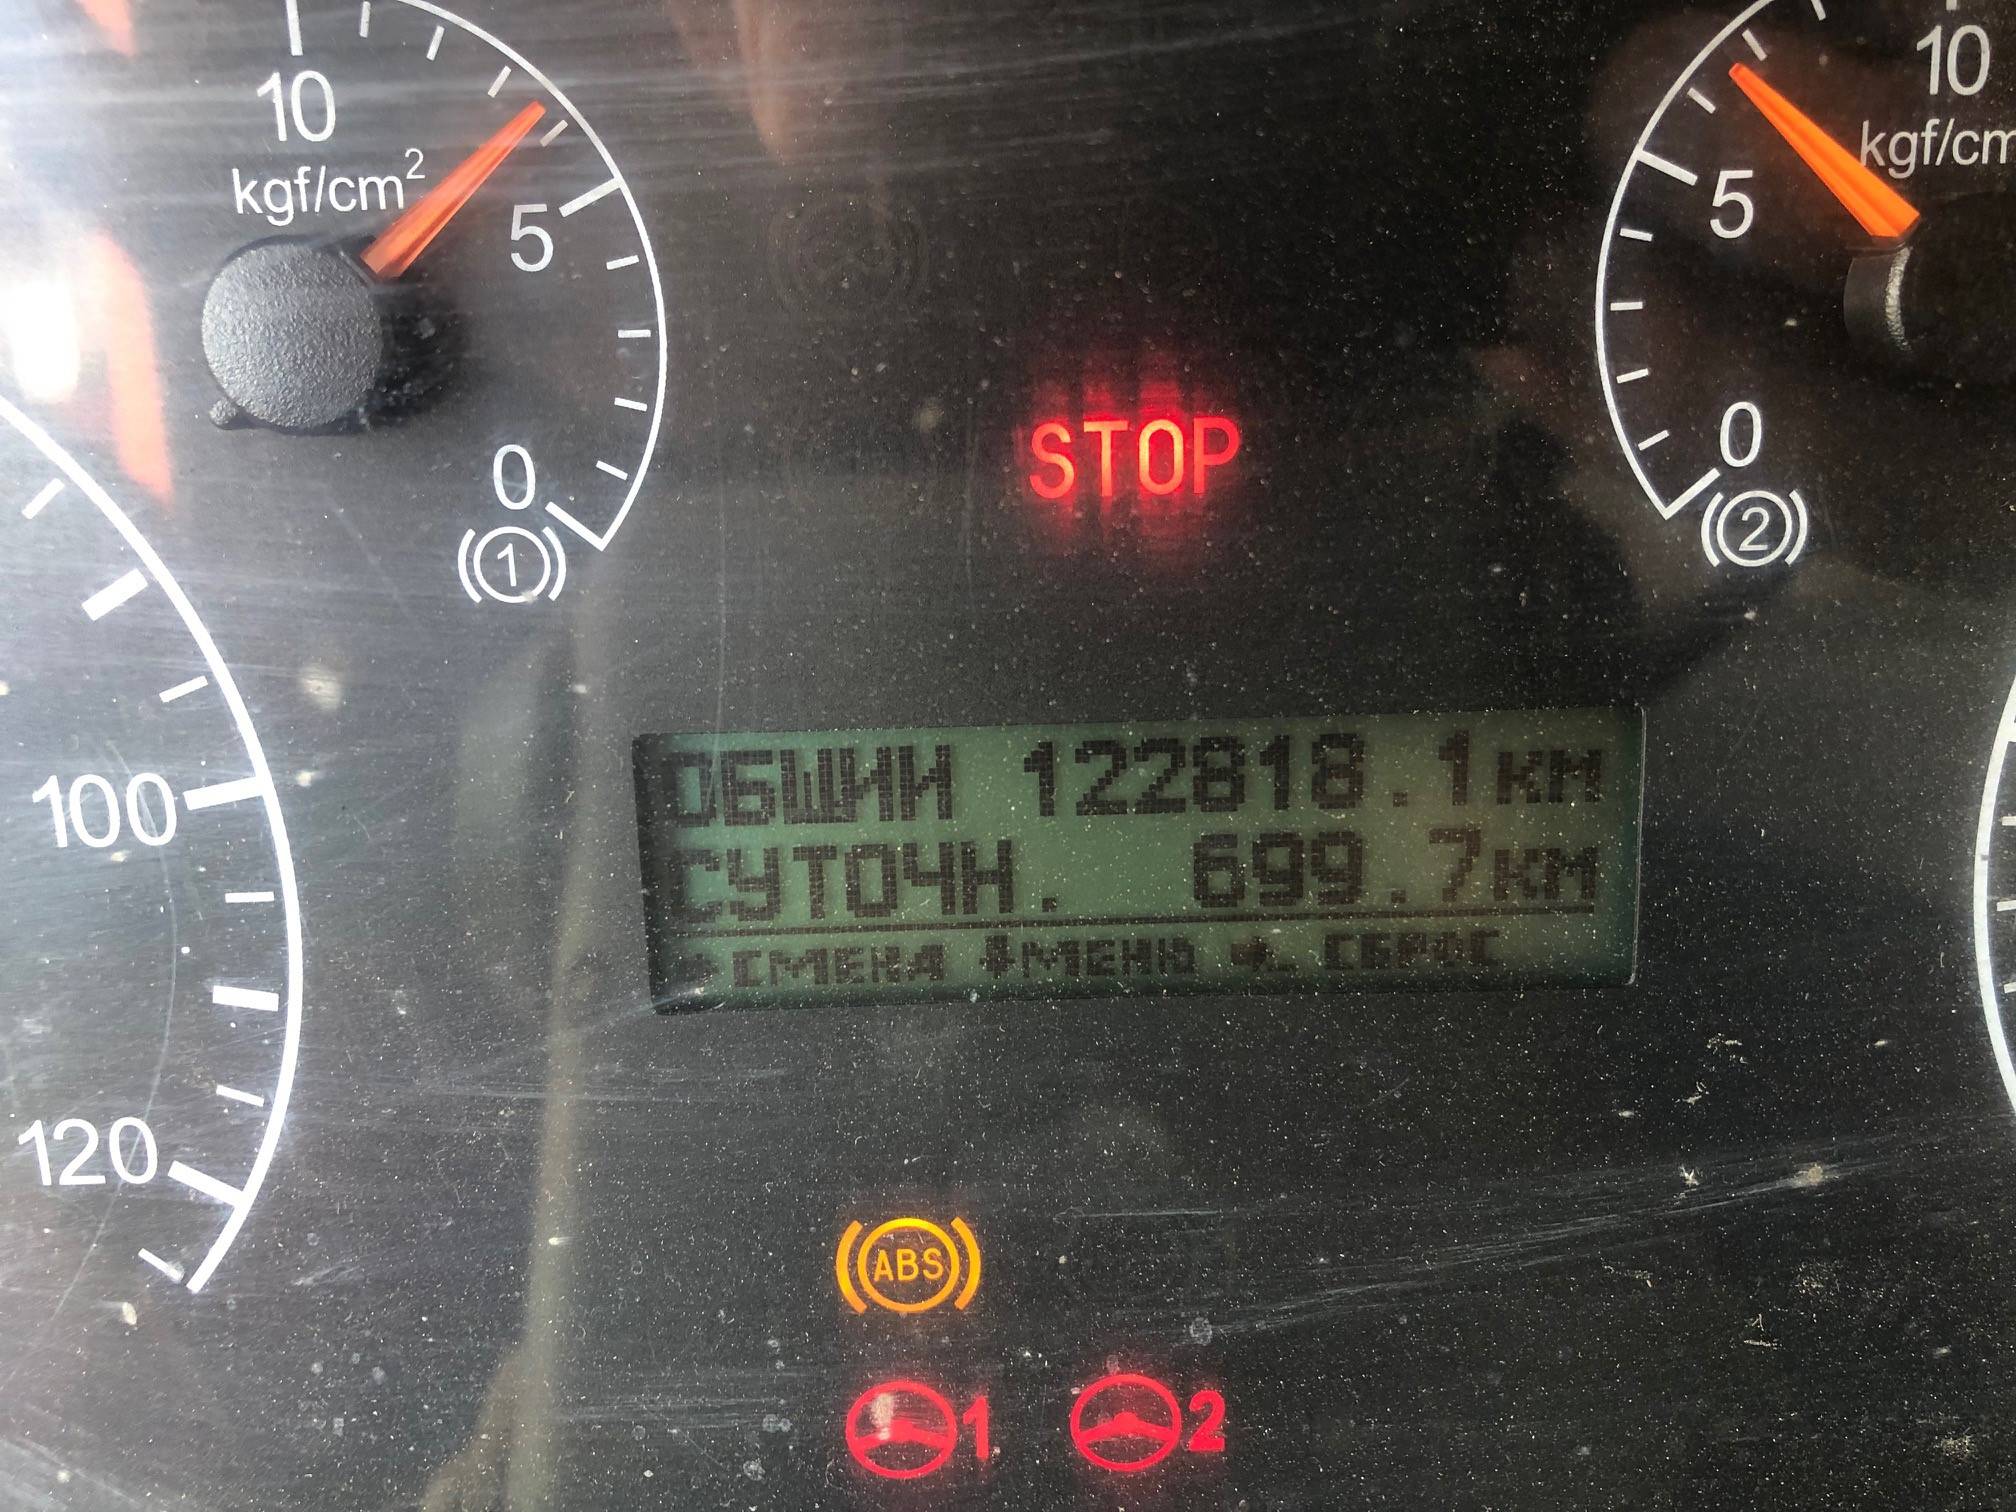 10
kgf/cm²
5
0
1
10
kgf/cm
5
0
2
STOP
100
120
ОБЩИЙ 122818.1км
СУТОЧН. 699.7км
СМЕНА МЕНЮ СБРОС
ABS
1
2